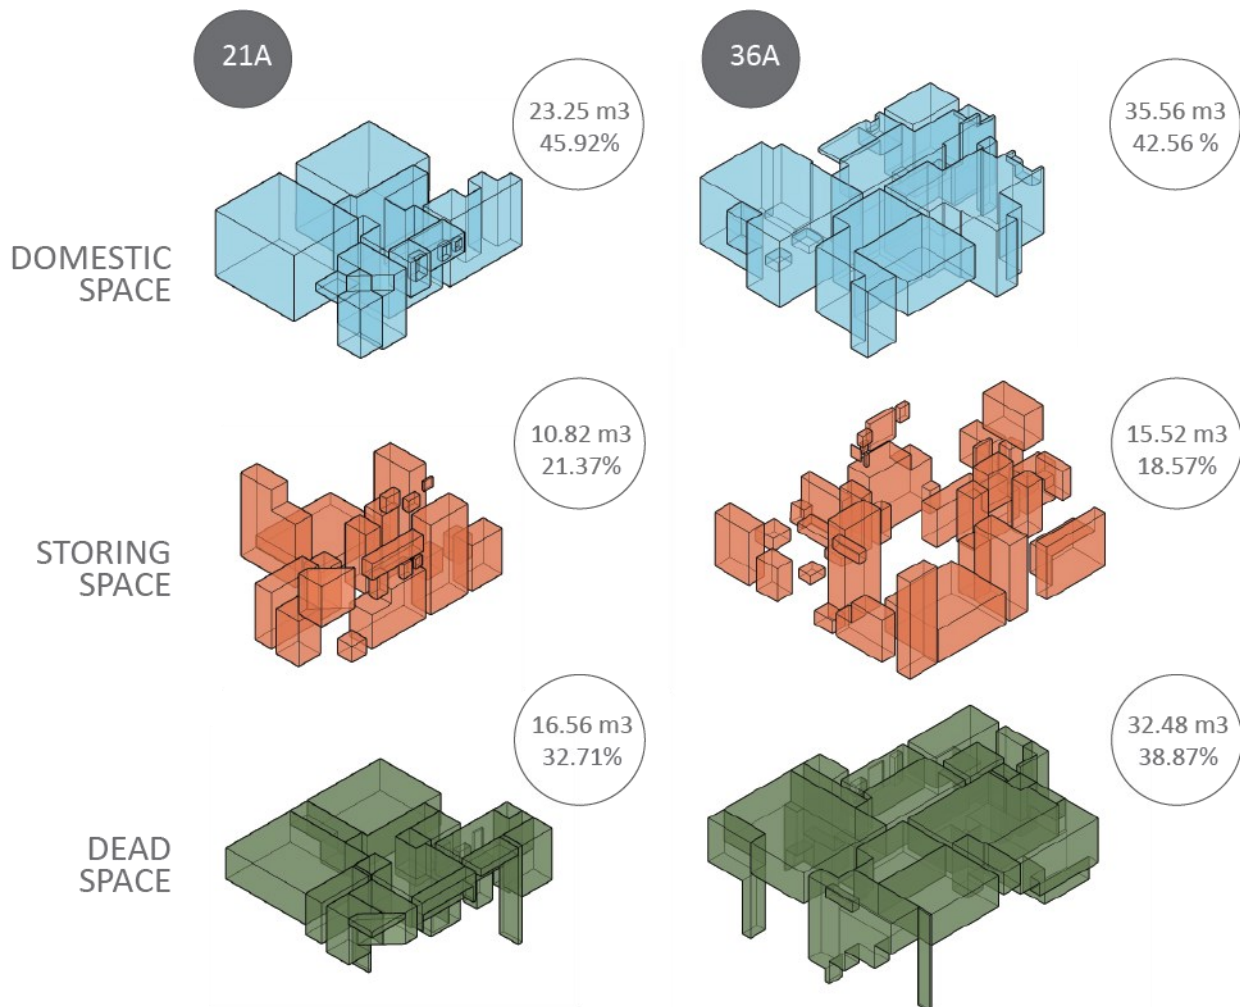 21A
36A
DOMESTIC
SPACE
23.25 m3
45.92%
35.56 m3
42.56 %
STORING
SPACE
10.82 m3
21.37%
15.52 m3
18.57%
DEAD
SPACE
16.56 m3
32.71%
32.48 m3
38.87%